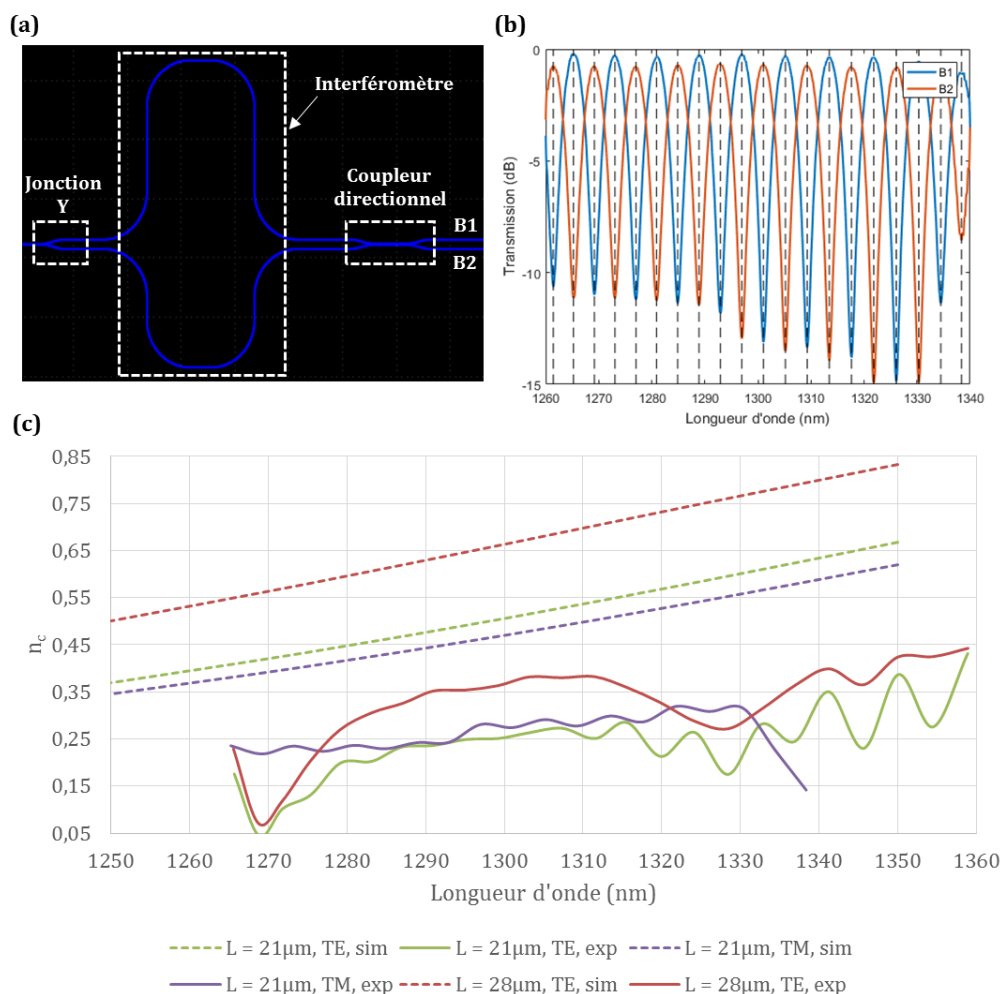 (a)
Interféromètre
Jonction
Y
Coupleur
directionnel
B1
B2
(b)
0
-5
-10
-15
Transmission (dB)
B1
B2
1260 1270 1280 1290 1300 1310 1320 1330 1340
Longueur d'onde (nm)
(c)
0,85
0,75
0,65
0,55
0,45
0,35
0,25
0,15
0,05
n_c
1250 1260 1270 1280 1290 1300 1310 1320 1330 1340 1350 1360
Longueur d'onde (nm)
L = 21µm, TE, sim L = 21µm, TE, exp L = 21µm, TM, sim
L = 21µm, TM, exp L = 28µm, TE, sim L = 28µm, TE, exp